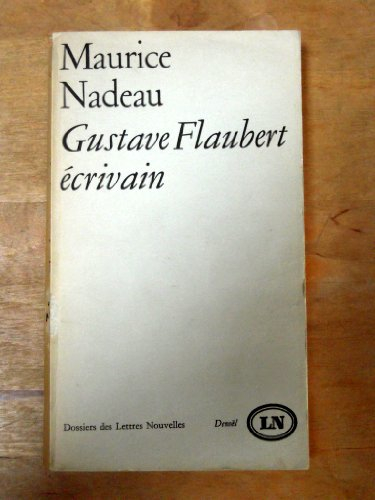 Maurice
Nadeau
Gustave Flaubert
écrivain
Dossiers des Lettres Nouvelles Denoël LN